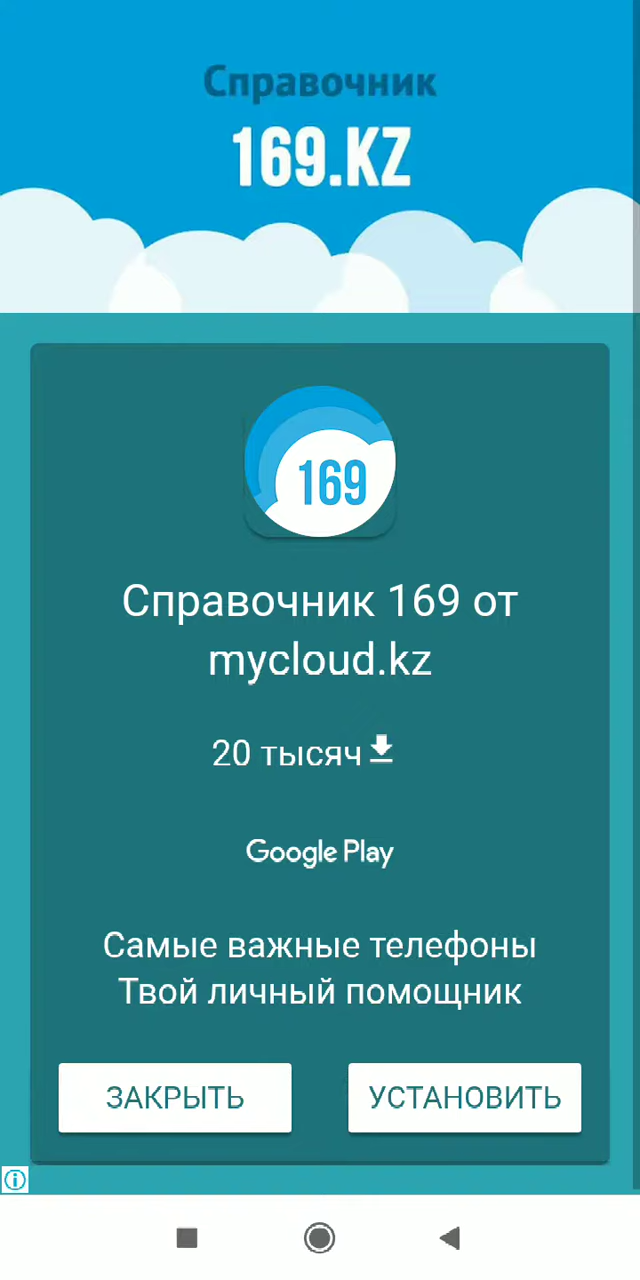 Справочник
169.KZ
169
Справочник 169 от
mycloud.kz
20 тысяч
Google Play
Самые важные телефоны
Твой личный помощник
ЗАКРЫТЬ
УСТАНОВИТЬ